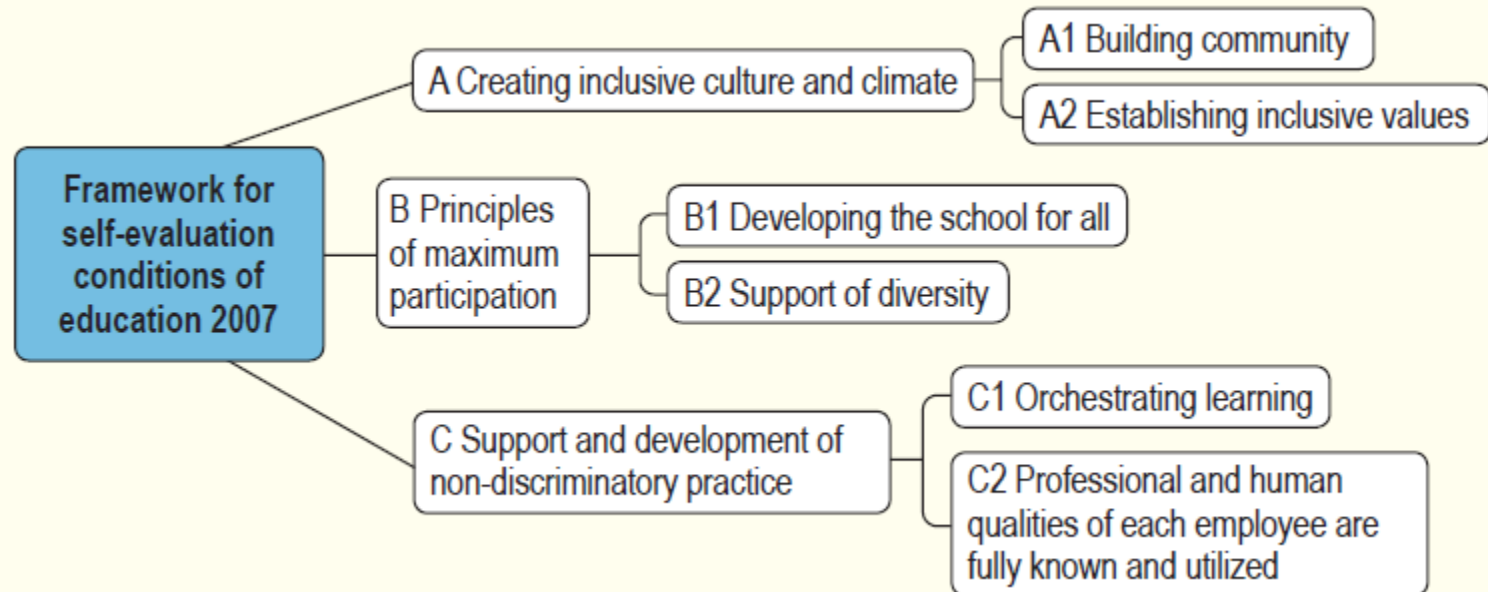 Framework for
self-evaluation
conditions of
education 2007
A Creating inclusive culture and climate
A1 Building community
A2 Establishing inclusive values
B Principles
of maximum
participation
B1 Developing the school for all
B2 Support of diversity
C Support and development of
non-discriminatory practice
C1 Orchestrating learning
C2 Professional and human
qualities of each employee are
fully known and utilized